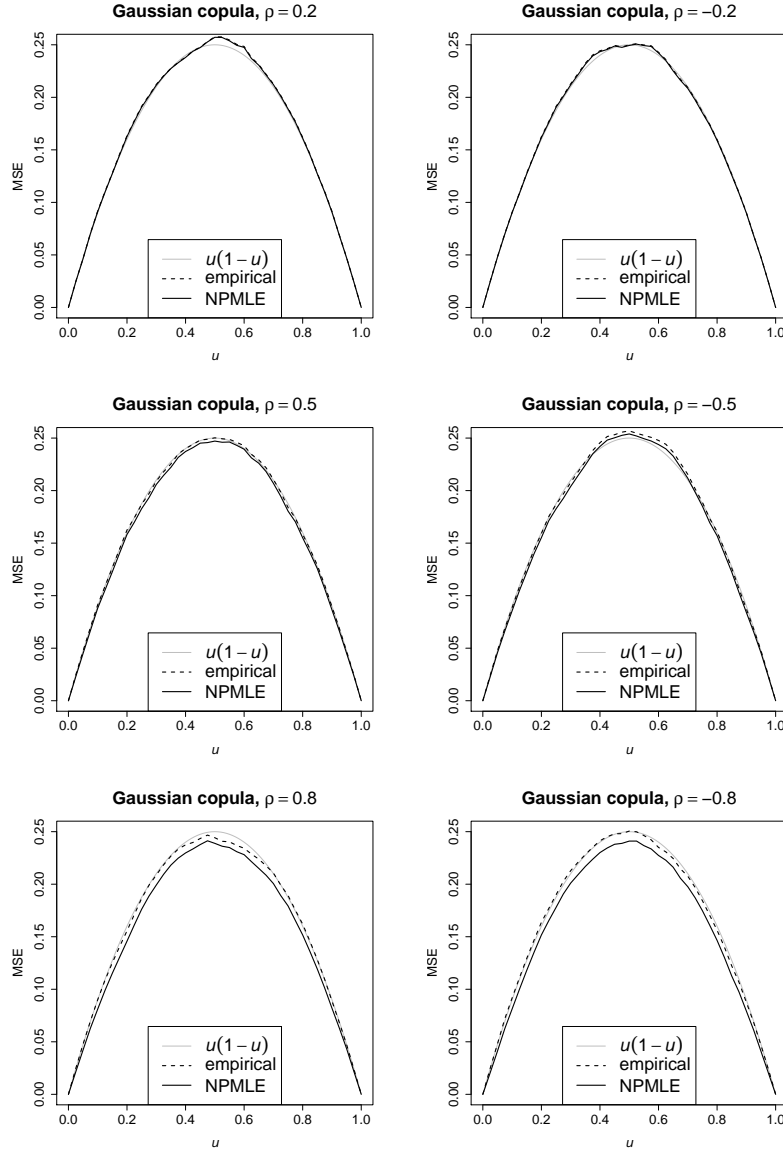 Gaussian copula, ρ = 0.2
MSE
0.00 0.05 0.10 0.15 0.20 0.25
0.0 0.2 0.4 0.6 0.8 1.0
u
u(1−u)
empirical
NPMLE
Gaussian copula, ρ = −0.2
MSE
0.00 0.05 0.10 0.15 0.20 0.25
0.0 0.2 0.4 0.6 0.8 1.0
u
u(1−u)
empirical
NPMLE
Gaussian copula, ρ = 0.5
MSE
0.00 0.05 0.10 0.15 0.20 0.25
0.0 0.2 0.4 0.6 0.8 1.0
u
u(1−u)
empirical
NPMLE
Gaussian copula, ρ = −0.5
MSE
0.00 0.05 0.10 0.15 0.20 0.25
0.0 0.2 0.4 0.6 0.8 1.0
u
u(1−u)
empirical
NPMLE
Gaussian copula, ρ = 0.8
MSE
0.00 0.05 0.10 0.15 0.20 0.25
0.0 0.2 0.4 0.6 0.8 1.0
u
u(1−u)
empirical
NPMLE
Gaussian copula, ρ = −0.8
MSE
0.00 0.05 0.10 0.15 0.20 0.25
0.0 0.2 0.4 0.6 0.8 1.0
u
u(1−u)
empirical
NPMLE